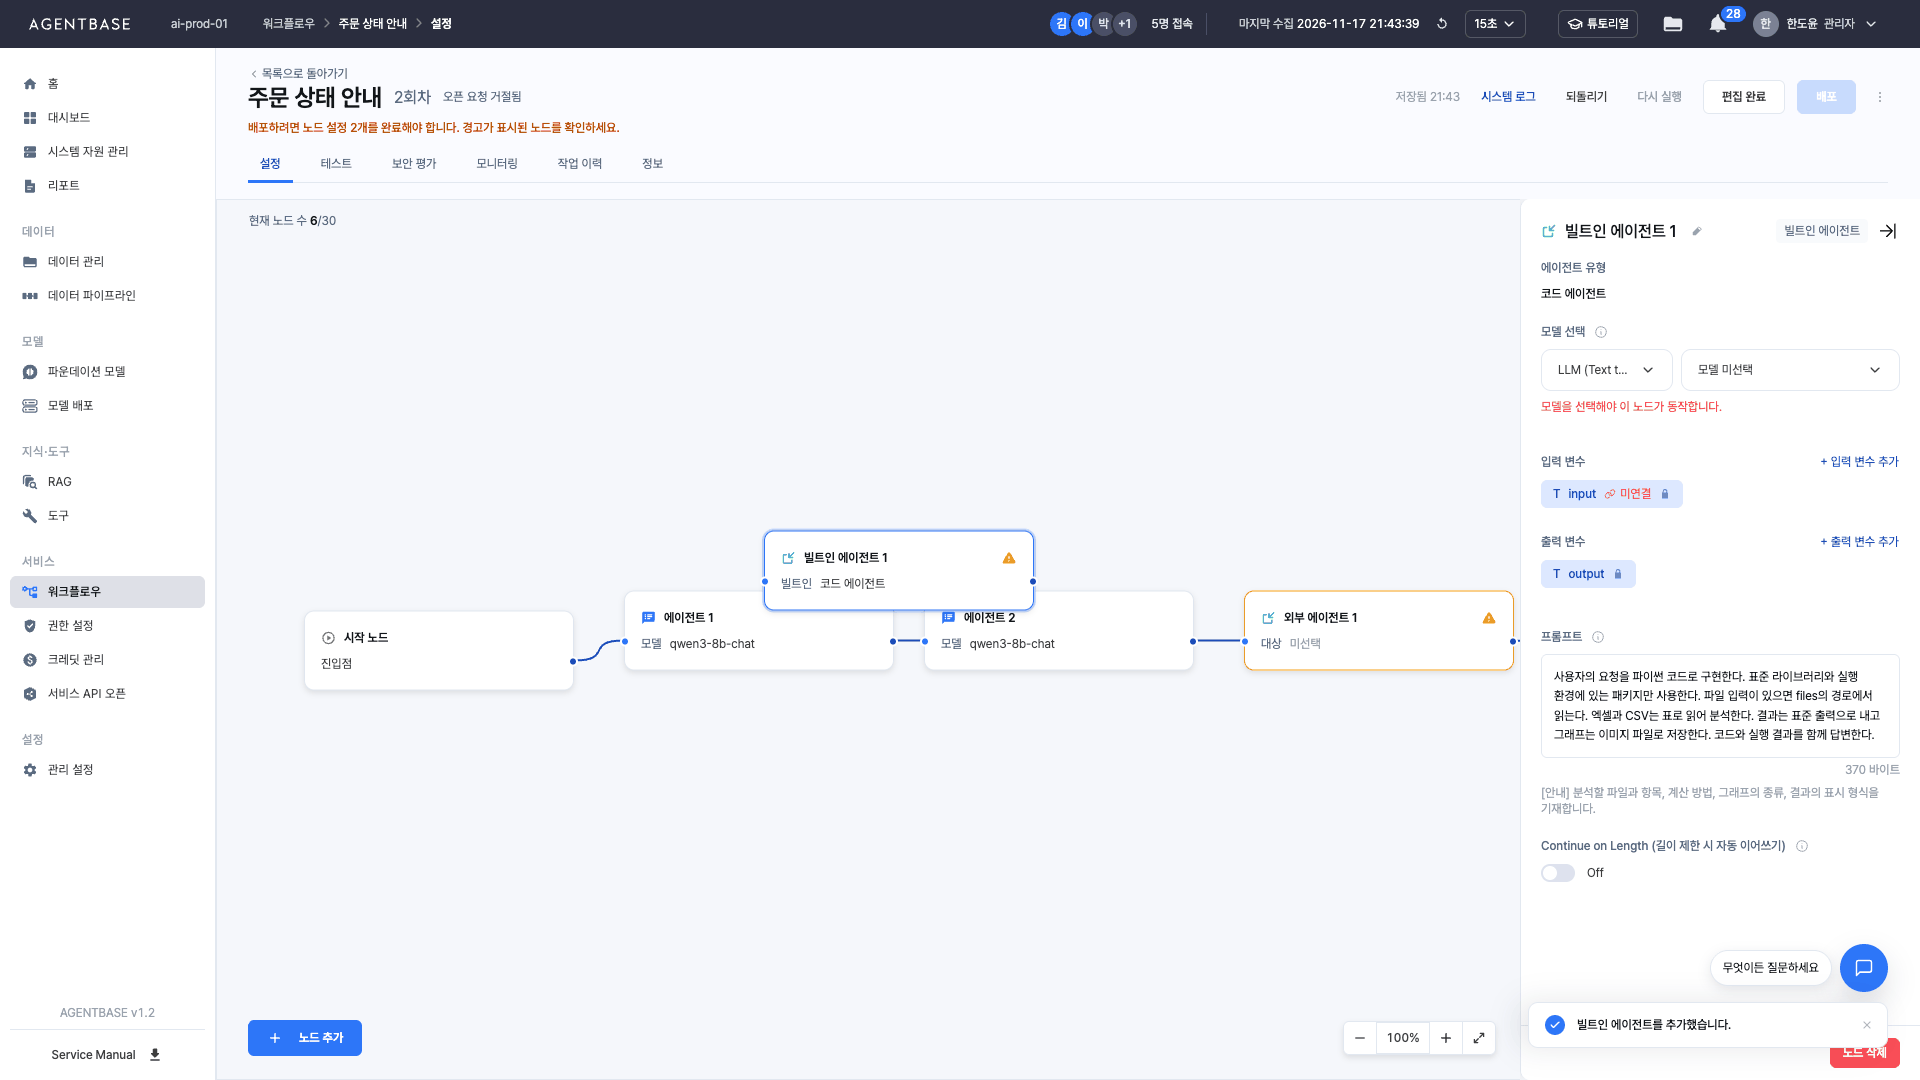 AGENTBASE
ai-prod-01
워크플로우 > 주문 상태 안내 > 설정
김 이 박 +1 5명 접속
마지막 수집 2026-11-17 21:43:39
15초
튜토리얼
28
한 한도윤 관리자
홈
대시보드
시스템 자원 관리
리포트
데이터
데이터 관리
데이터 파이프라인
모델
파운데이션 모델
모델 배포
지식·도구
RAG
도구
서비스
워크플로우
권한 설정
크레딧 관리
서비스 API 오픈
설정
관리 설정
AGENTBASE v1.2
Service Manual
목록으로 돌아가기
주문 상태 안내 2회차 오픈 요청 거절됨
배포하려면 노드 설정 2개를 완료해야 합니다. 경고가 표시된 노드를 확인하세요.
저장됨 21:43
시스템 로그
되돌리기
다시 실행
편집 완료
배포
설정
테스트
보안 평가
모니터링
작업 이력
정보
현재 노드 수 6/30
시작 노드
진입점
에이전트 1
모델 qwen3-8b-chat
빌트인 에이전트 1
빌트인 코드 에이전트
에이전트 2
모델 qwen3-8b-chat
외부 에이전트 1
대상 미선택
+ 노드 추가
100%
빌트인 에이전트 1
빌트인 에이전트
에이전트 유형
코드 에이전트
모델 선택
LLM (Text t...
모델 미선택
모델을 선택해야 이 노드가 동작합니다.
입력 변수
+ 입력 변수 추가
T input 미연결
출력 변수
+ 출력 변수 추가
T output
프롬프트
사용자의 요청을 파이썬 코드로 구현한다. 표준 라이브러리와 실행
환경에 있는 패키지만 사용한다. 파일 입력이 있으면 files의 경로에서
읽는다. 엑셀과 CSV는 표로 읽어 분석한다. 결과는 표준 출력으로 내고
그래프는 이미지 파일로 저장한다. 코드와 실행 결과를 함께 답변한다.
370 바이트
[안내] 분석할 파일과 항목, 계산 방법, 그래프의 종류, 결과의 표시 형식을
기재합니다.
Continue on Length (길이 제한 시 자동 이어쓰기)
Off
무엇이든 질문하세요
빌트인 에이전트를 추가했습니다.
노드 삭제